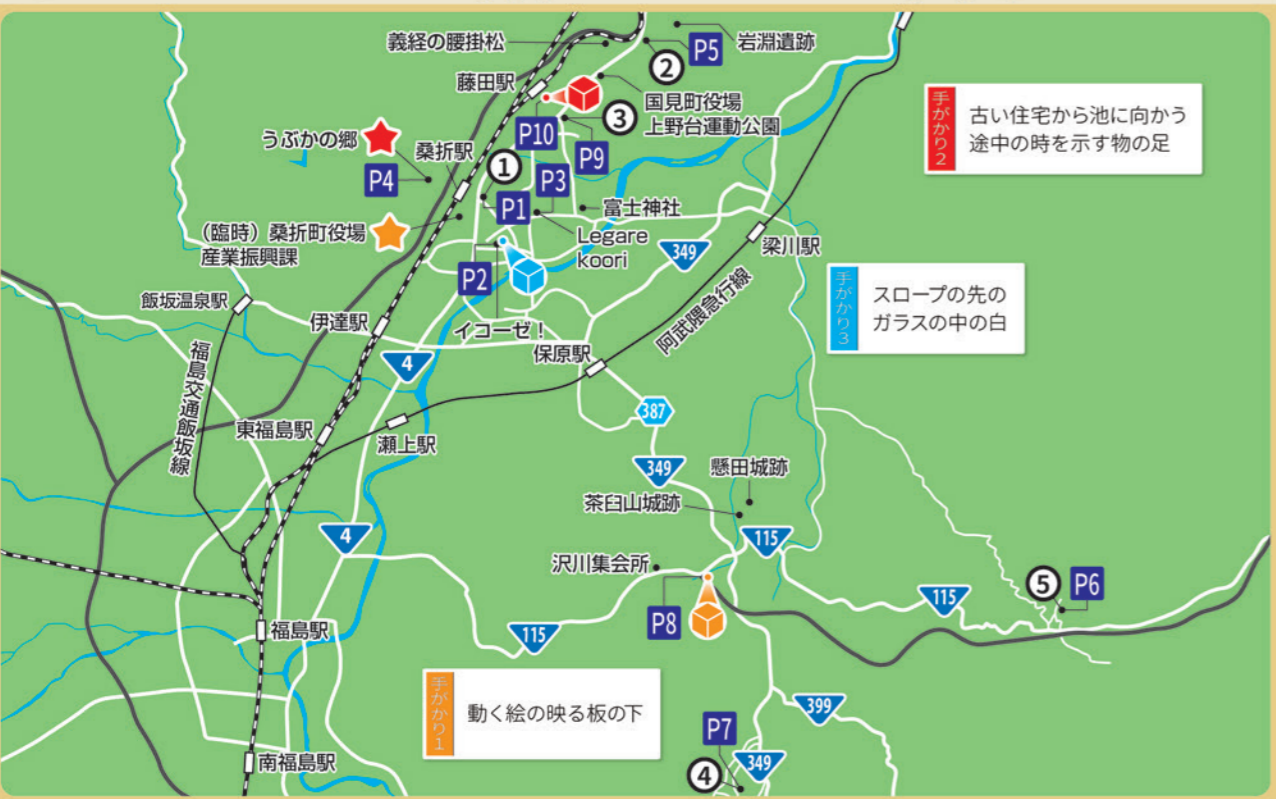 義経の腰掛松
岩淵遺跡
P5
②
藤田駅
国見町役場
上野台運動公園
③
P10
P9
うぶかの郷
P4
桑折駅
①
P3
P1
富士神社
Legare
koori
(臨時)桑折町役場
産業振興課
P2
349
梁川駅
イコーゼ!
飯坂温泉駅
伊達駅
保原駅
阿武隈急行線
4
福島交通飯坂線
東福島駅
瀬上駅
387
349
懸田城跡
茶臼山城跡
4
115
沢川集会所
P8
115
115
⑤
P6
福島駅
399
P7
349
④
南福島駅
手がかり2
古い住宅から池に向かう
途中の時を示す物の足
手がかり3
スロープの先の
ガラスの中の白
手がかり1
動く絵の映る板の下